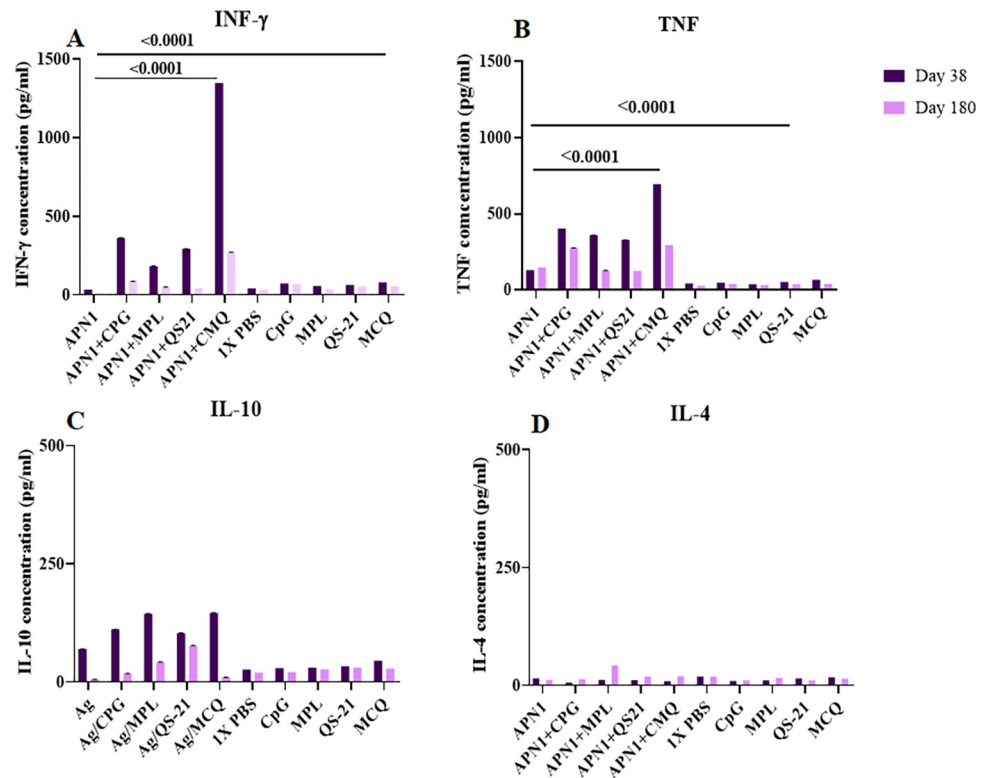 A
INF-γ
<0.0001
<0.0001
IFN-γ concentration (pg/ml)
1500
1000
500
0
APN1
APN1+CPG
APN1+MPL
APN1+QS21
APN1+CMQ
1X PBS
CpG
MPL
QS-21
MCQ
B
TNF
<0.0001
<0.0001
TNF comcentration (pg/ml)
1500
1000
500
0
APN1
APN1+CPG
APN1+MPL
APN1+QS21
APN1+CMQ
1X PBS
CpG
MPL
QS-21
MCQ
Day 38
Day 180
C
IL-10
IL-10 concentration (pg/ml)
500
250
0
Ag
Ag/CPG
Ag/MPL
Ag/QS-21
Ag/MCQ
1X PBS
CpG
MPL
QS-21
MCQ
D
IL-4
IL-4 concentration (pg/ml)
500
250
0
APN1
APN1+CPG
APN1+MPL
APN1+QS21
APN1+CMQ
1X PBS
CpG
MPL
QS-21
MCQ